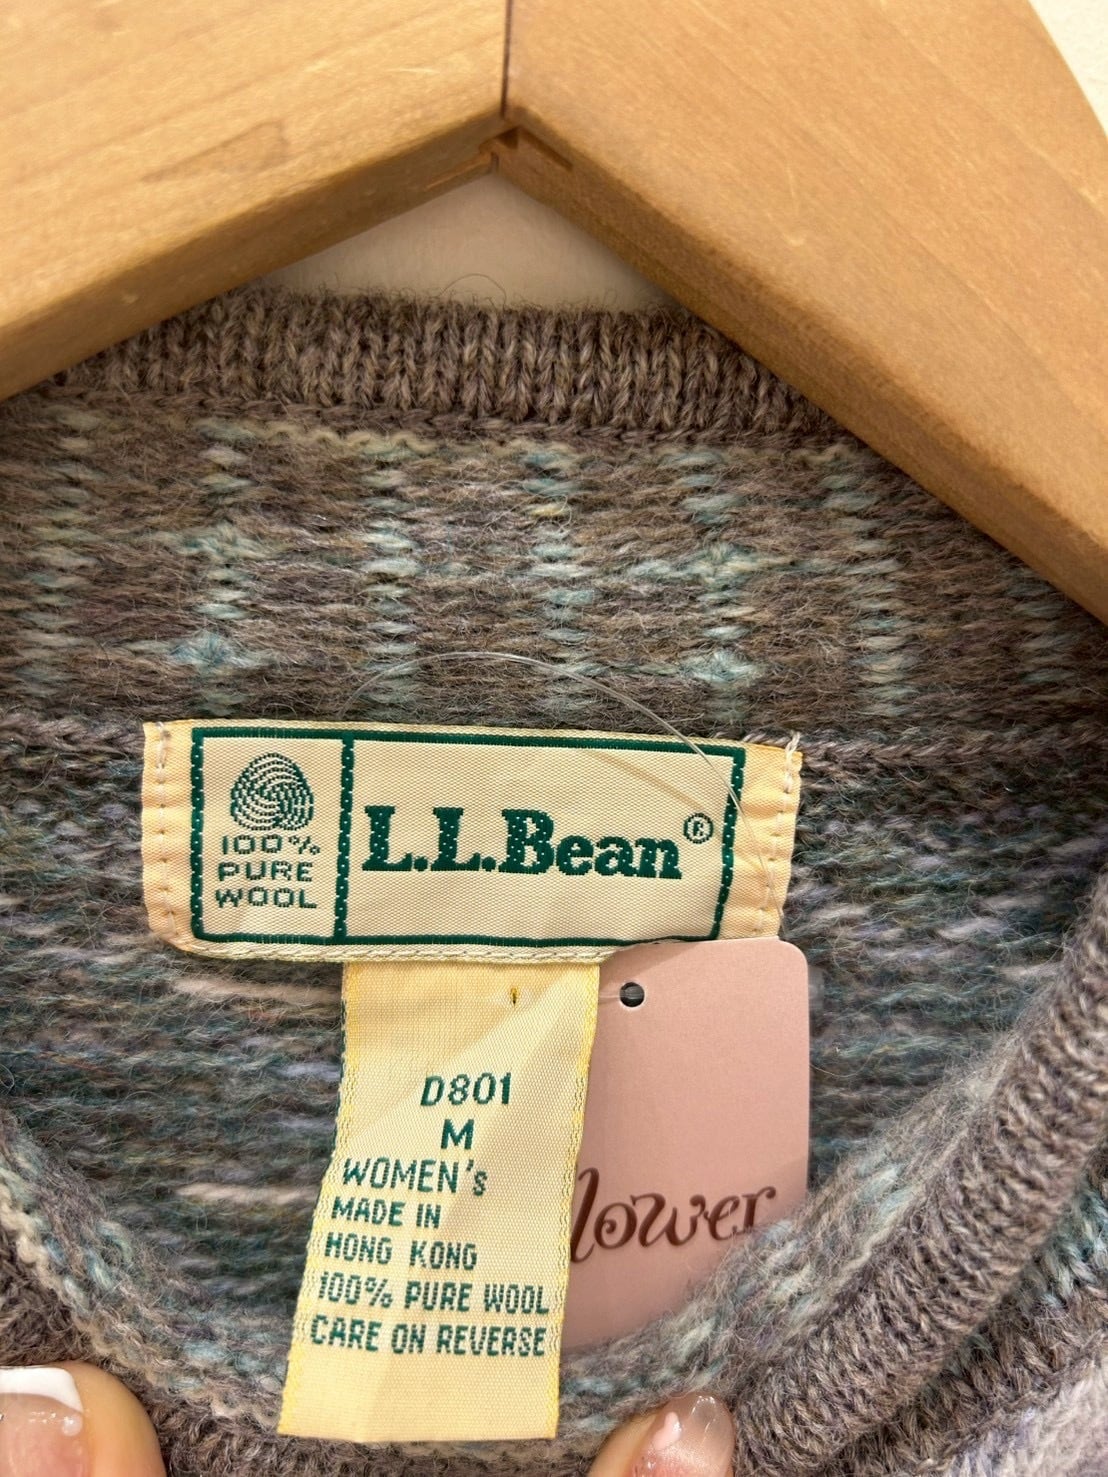 100%
PURE
WOOL
L.L.Bean®
D801
M
WOMEN's
MADE IN
HONG KONG
100% PURE WOOL
CARE ON REVERSE
lower